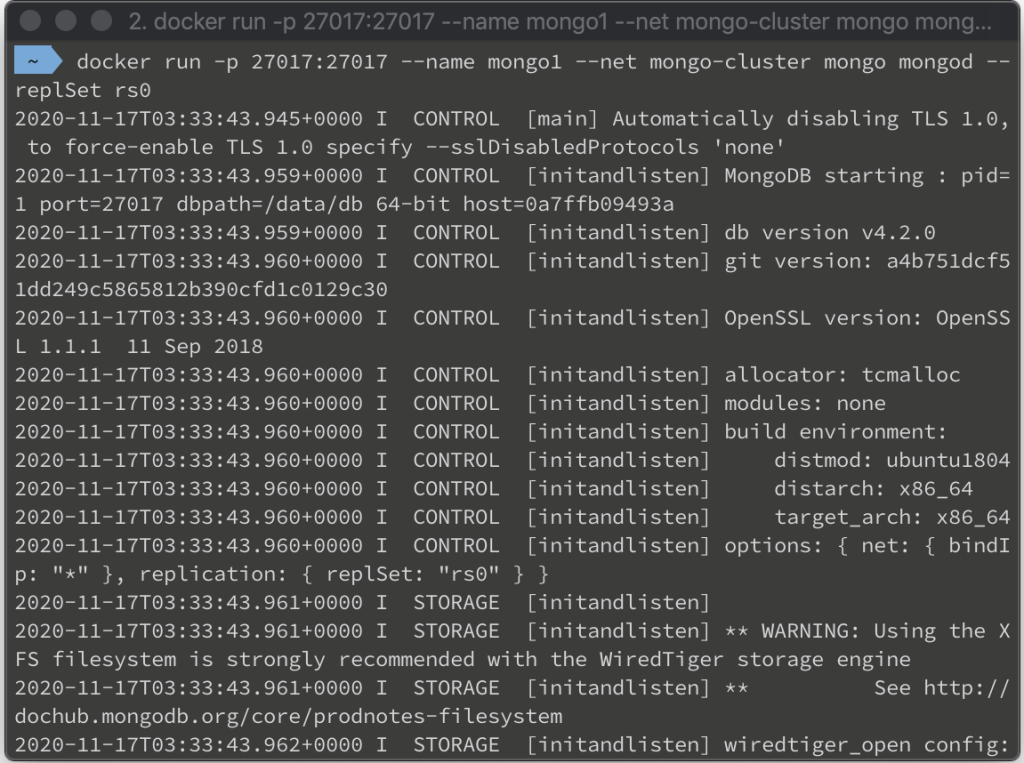 2. docker run -p 27017:27017 --name mongo1 --net mongo-cluster mongo mong...
~ docker run -p 27017:27017 --name mongo1 --net mongo-cluster mongo mongod --
replSet rs0
2020-11-17T03:33:43.945+0000 I  CONTROL  [main] Automatically disabling TLS 1.0,
 to force-enable TLS 1.0 specify --sslDisabledProtocols 'none'
2020-11-17T03:33:43.959+0000 I  CONTROL  [initandlisten] MongoDB starting : pid=
1 port=27017 dbpath=/data/db 64-bit host=0a7ffb09493a
2020-11-17T03:33:43.959+0000 I  CONTROL  [initandlisten] db version v4.2.0
2020-11-17T03:33:43.960+0000 I  CONTROL  [initandlisten] git version: a4b751dcf5
1dd249c5865812b390cfd1c0129c30
2020-11-17T03:33:43.960+0000 I  CONTROL  [initandlisten] OpenSSL version: OpenSS
L 1.1.1  11 Sep 2018
2020-11-17T03:33:43.960+0000 I  CONTROL  [initandlisten] allocator: tcmalloc
2020-11-17T03:33:43.960+0000 I  CONTROL  [initandlisten] modules: none
2020-11-17T03:33:43.960+0000 I  CONTROL  [initandlisten] build environment:
2020-11-17T03:33:43.960+0000 I  CONTROL  [initandlisten]     distmod: ubuntu1804
2020-11-17T03:33:43.960+0000 I  CONTROL  [initandlisten]     distarch: x86_64
2020-11-17T03:33:43.960+0000 I  CONTROL  [initandlisten]     target_arch: x86_64
2020-11-17T03:33:43.960+0000 I  CONTROL  [initandlisten] options: { net: { bindI
p: "*" }, replication: { replSet: "rs0" } }
2020-11-17T03:33:43.961+0000 I  STORAGE  [initandlisten]
2020-11-17T03:33:43.961+0000 I  STORAGE  [initandlisten] ** WARNING: Using the X
FS filesystem is strongly recommended with the WiredTiger storage engine
2020-11-17T03:33:43.961+0000 I  STORAGE  [initandlisten] **          See http://
dochub.mongodb.org/core/prodnotes-filesystem
2020-11-17T03:33:43.962+0000 I  STORAGE  [initandlisten] wiredtiger_open config: